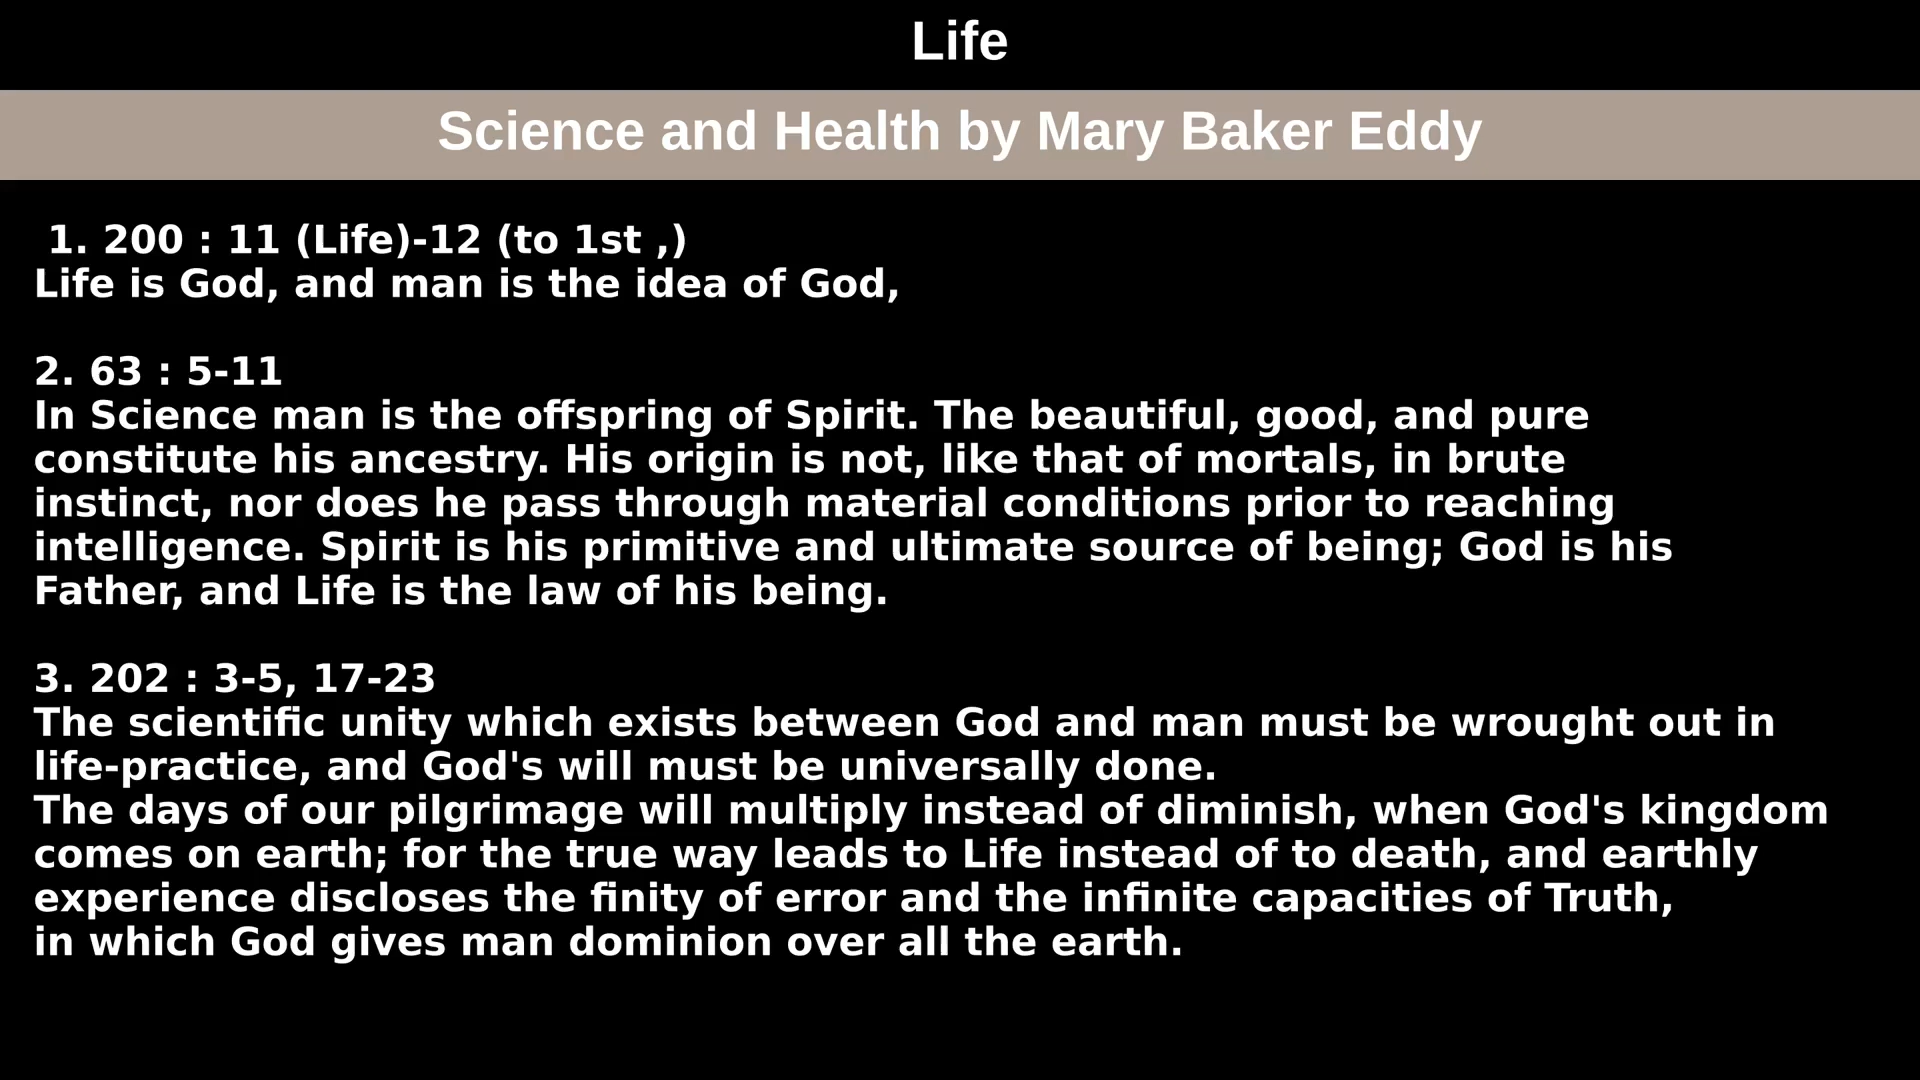 Life
Science and Health by Mary Baker Eddy
1. 200 : 11 (Life)-12 (to 1st ,)
Life is God, and man is the idea of God,
2. 63 : 5-11
In Science man is the offspring of Spirit. The beautiful, good, and pure
constitute his ancestry. His origin is not, like that of mortals, in brute
instinct, nor does he pass through material conditions prior to reaching
intelligence. Spirit is his primitive and ultimate source of being; God is his
Father, and Life is the law of his being.
3. 202 : 3-5, 17-23
The scientific unity which exists between God and man must be wrought out in
life-practice, and God's will must be universally done.
The days of our pilgrimage will multiply instead of diminish, when God's kingdom
comes on earth; for the true way leads to Life instead of to death, and earthly
experience discloses the finity of error and the infinite capacities of Truth,
in which God gives man dominion over all the earth.